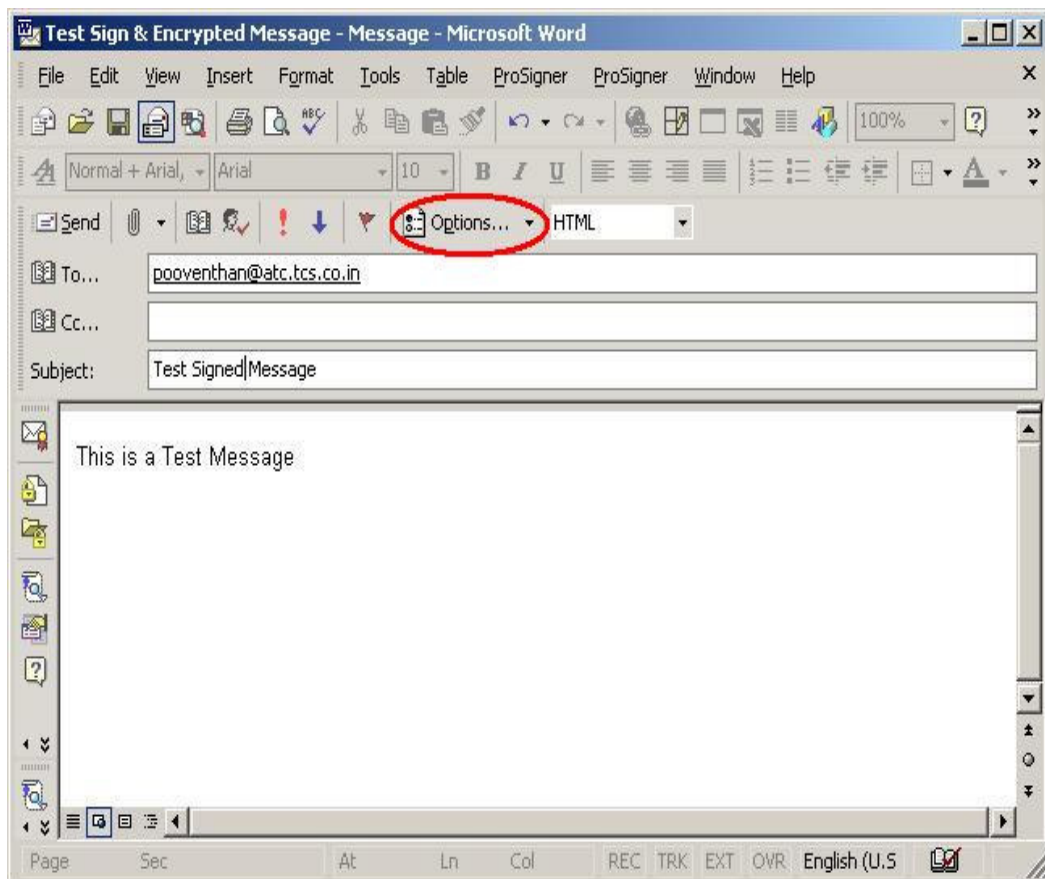 Test Sign & Encrypted Message - Message - Microsoft Word
File Edit View Insert Format Tools Table ProSigner ProSigner Window Help
ABC 100%
Normal + Arial, Arial 10 B I U A
Send Options... HTML
To... pooventhan@atc.tcs.co.in
Cc...
Subject: Test Signed Message
This is a Test Message
Page Sec At Ln Col REC TRK EXT OVR English (U.S